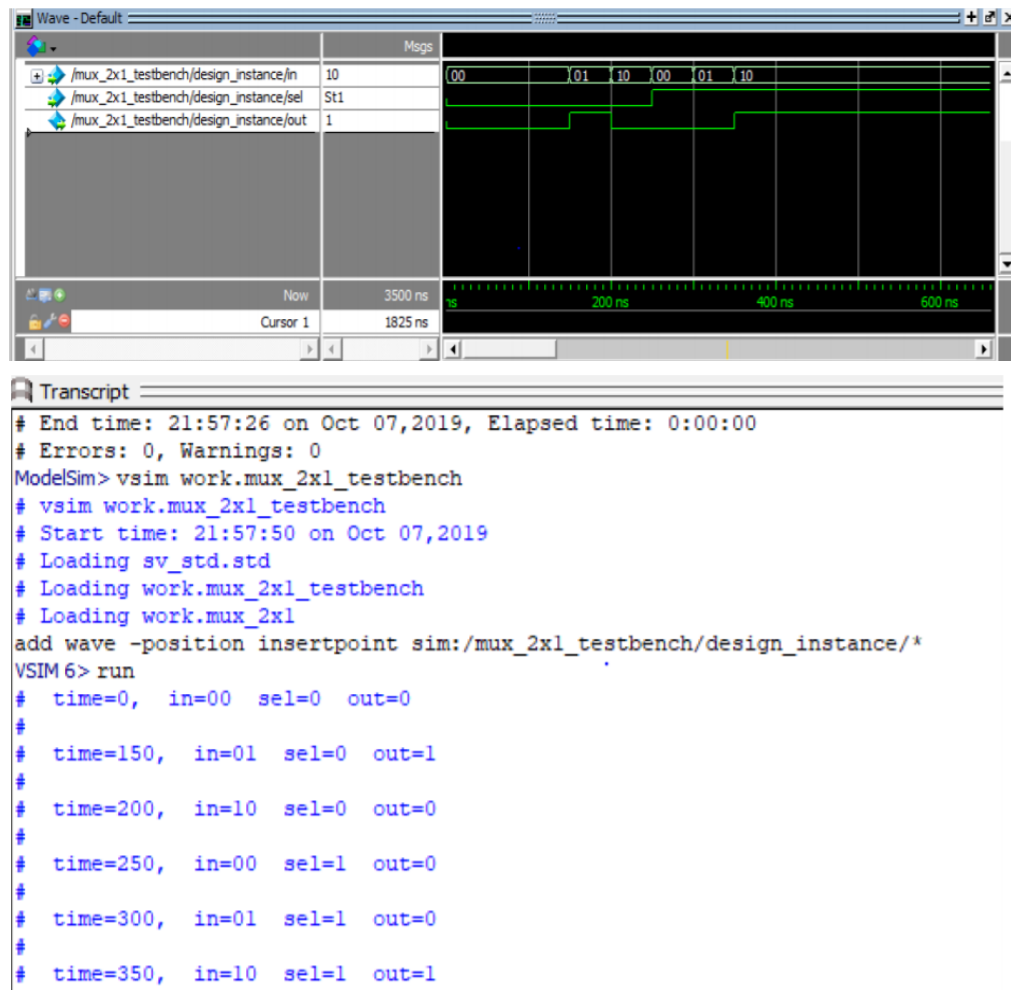 Wave - Default
Msgs
/mux_2x1_testbench/design_instance/in 10 00 01 10 00 01 10
/mux_2x1_testbench/design_instance/sel St1
/mux_2x1_testbench/design_instance/out 1
Now 3500 ns ns 200 ns 400 ns 600 ns
Cursor 1 1825 ns
Transcript
# End time: 21:57:26 on Oct 07,2019, Elapsed time: 0:00:00
# Errors: 0, Warnings: 0
ModelSim> vsim work.mux_2x1_testbench
# vsim work.mux_2x1_testbench
# Start time: 21:57:50 on Oct 07,2019
# Loading sv_std.std
# Loading work.mux_2x1_testbench
# Loading work.mux_2x1
add wave -position insertpoint sim:/mux_2x1_testbench/design_instance/*
VSIM 6> run
# time=0, in=00 sel=0 out=0
#
# time=150, in=01 sel=0 out=1
#
# time=200, in=10 sel=0 out=0
#
# time=250, in=00 sel=1 out=0
#
# time=300, in=01 sel=1 out=0
#
# time=350, in=10 sel=1 out=1